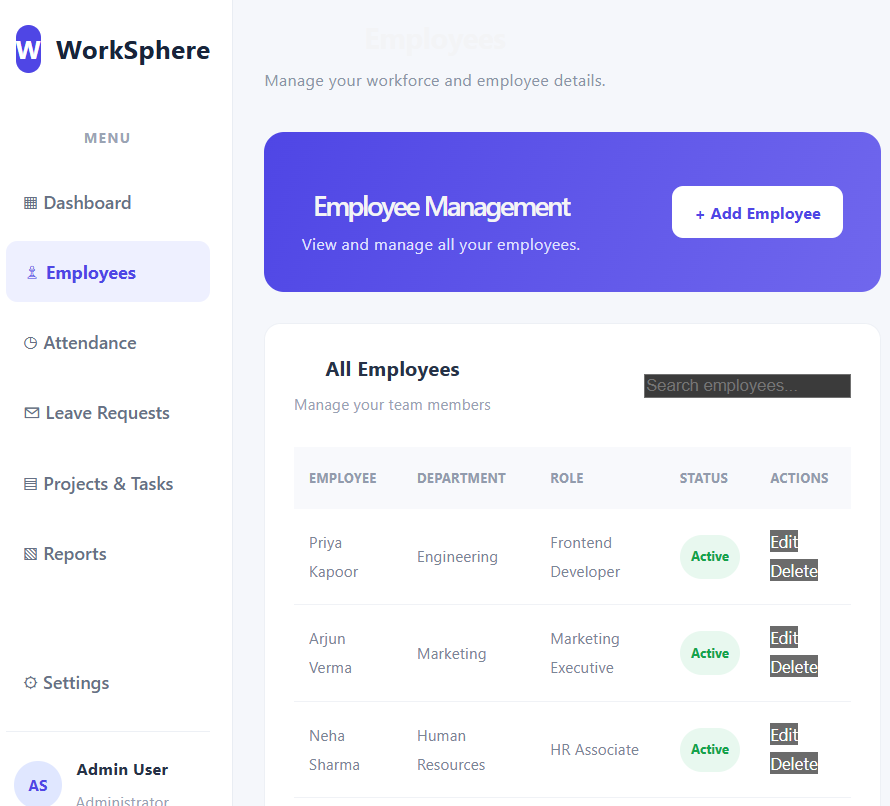 W WorkSphere
Employees
Manage your workforce and employee details.
MENU
Dashboard
Employees
Attendance
Leave Requests
Projects & Tasks
Reports
Settings
AS
Admin User
Administrator
Employee Management
View and manage all your employees.
+ Add Employee
All Employees
Manage your team members
Search employees...
EMPLOYEE DEPARTMENT ROLE STATUS ACTIONS
Priya
Kapoor
Engineering
Frontend
Developer
Active
Edit
Delete
Arjun
Verma
Marketing
Marketing
Executive
Active
Edit
Delete
Neha
Sharma
Human
Resources
HR Associate
Active
Edit
Delete